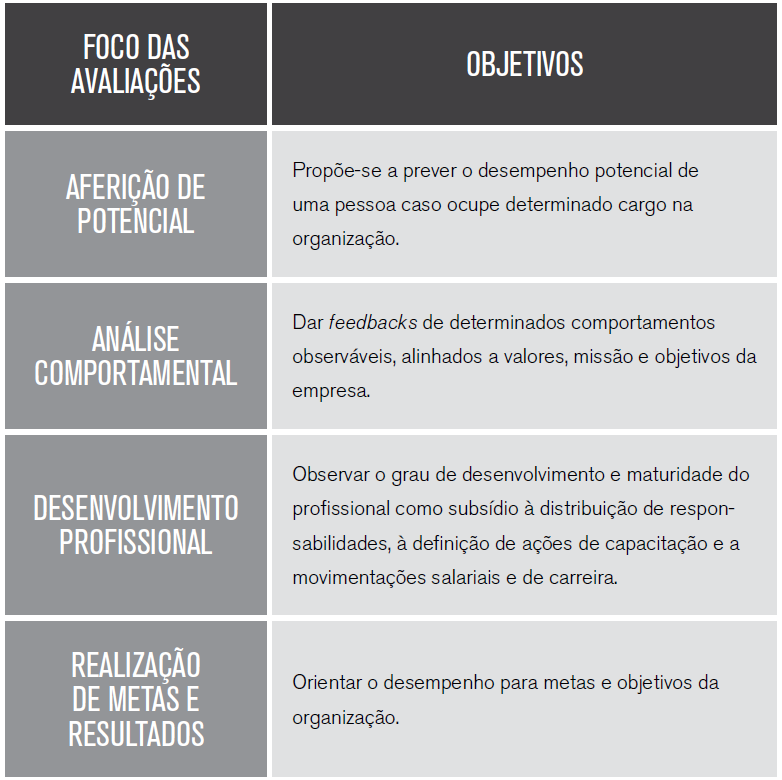 FOCO DAS
AVALIAÇÕES
OBJETIVOS
AFERIÇÃO DE
POTENCIAL
Propõe-se a prever o desempenho potencial de
uma pessoa caso ocupe determinado cargo na
organização.
ANÁLISE
COMPORTAMENTAL
Dar feedbacks de determinados comportamentos
observáveis, alinhados a valores, missão e objetivos da
empresa.
DESENVOLVIMENTO
PROFISSIONAL
Observar o grau de desenvolvimento e maturidade do
profissional como subsídio à distribuição de respon-
sabilidades, à definição de ações de capacitação e a
movimentações salariais e de carreira.
REALIZAÇÃO
DE METAS E
RESULTADOS
Orientar o desempenho para metas e objetivos da
organização.